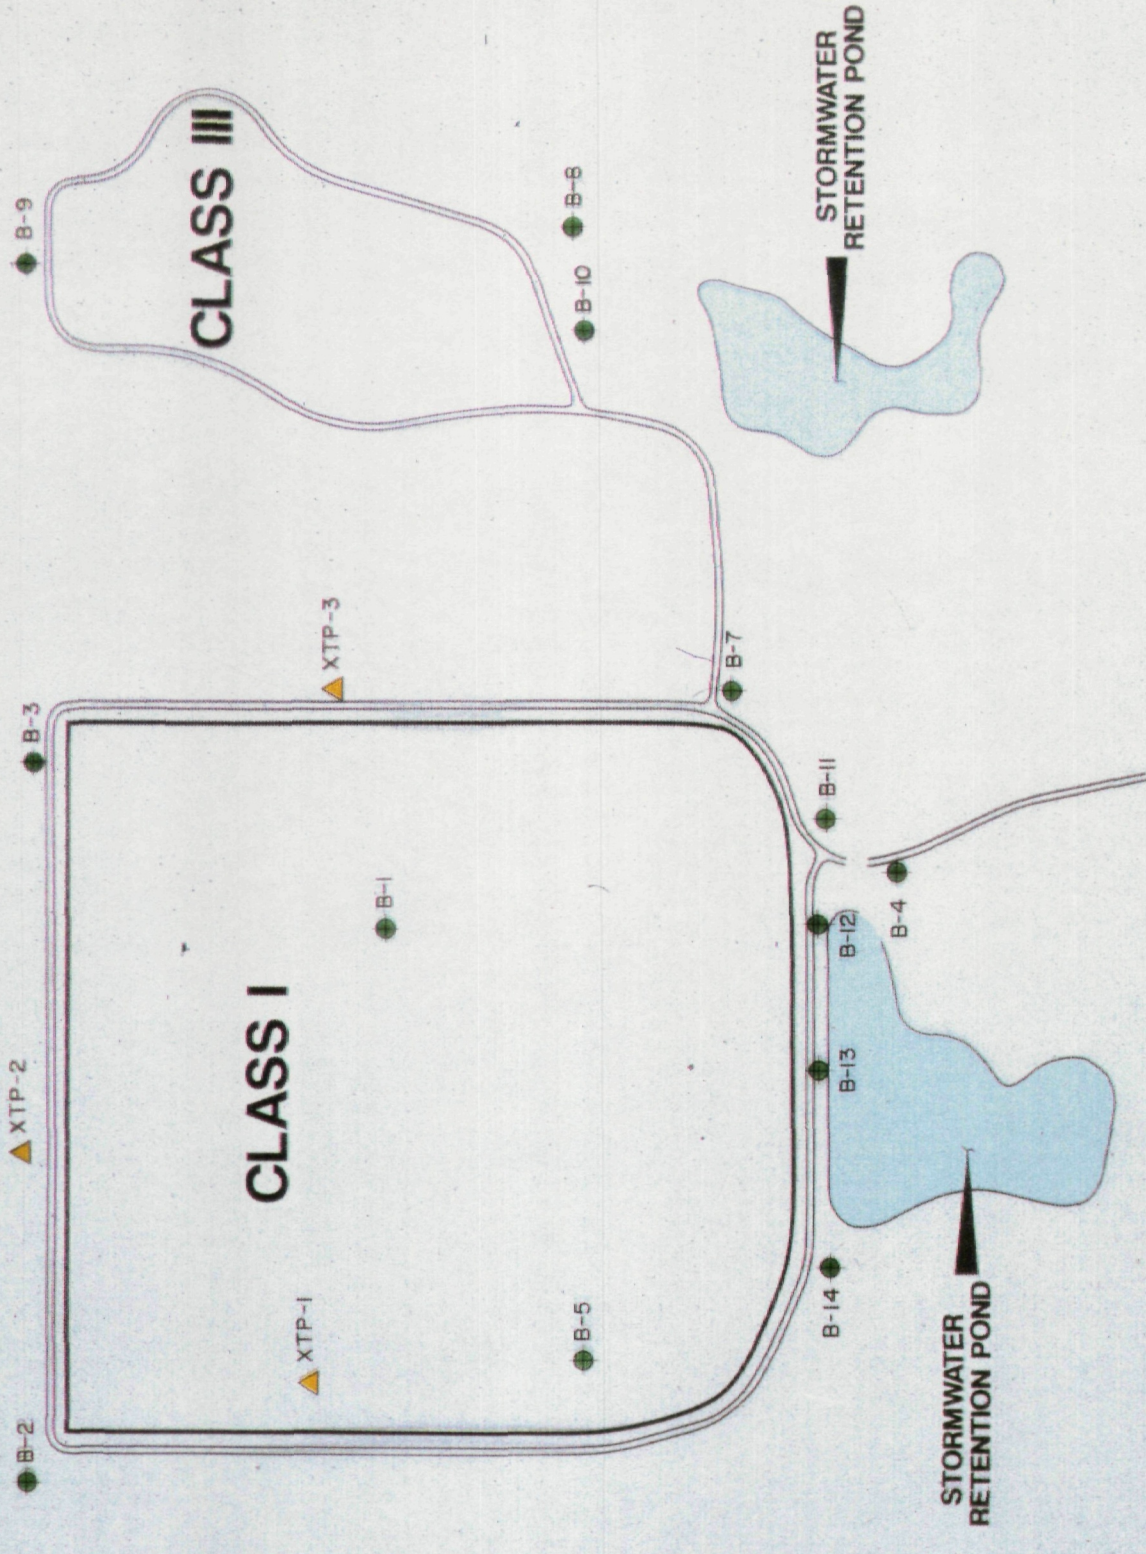 B-2
XTP-2
B-3
B-9
XTP-1
CLASS I
B-1
XTP-3
CLASS III
B-5
B-10
B-8
B-7
B-14
B-13
B-12
B-11
B-4
STORMWATER
RETENTION POND
STORMWATER
RETENTION POND